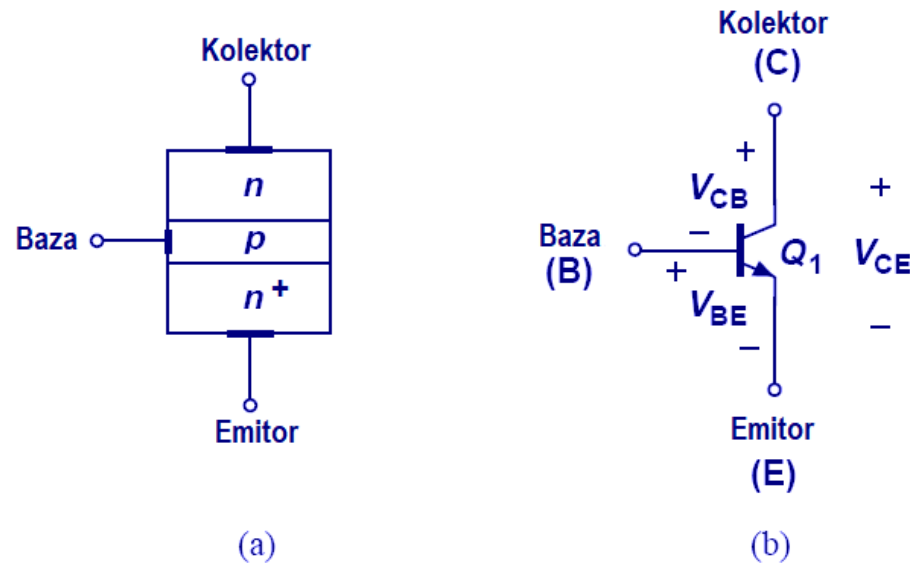 Kolektor
n
Baza
p
n+
Emitor
(a)
Kolektor
(C)
+
VCB
−
Baza
(B)
Q1
+
VBE
−
+
VCE
−
Emitor
(E)
(b)